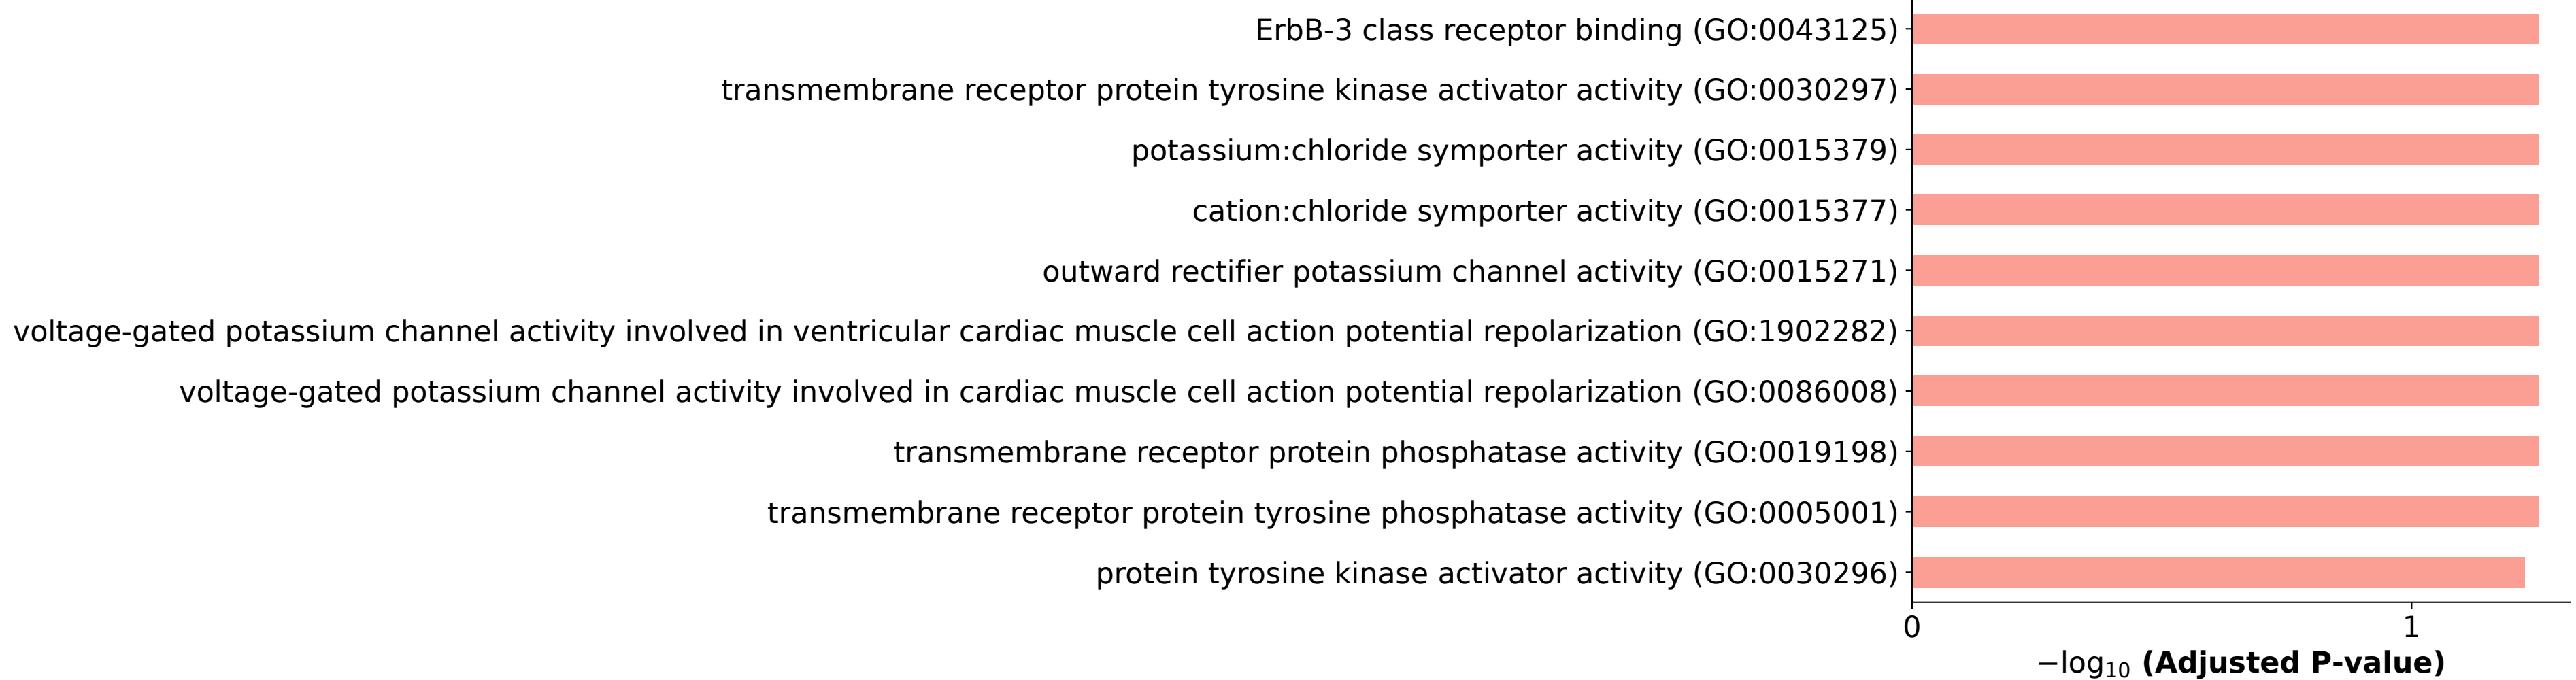 ErbB-3 class receptor binding (GO:0043125)
transmembrane receptor protein tyrosine kinase activator activity (GO:0030297)
potassium:chloride symporter activity (GO:0015379)
cation:chloride symporter activity (GO:0015377)
outward rectifier potassium channel activity (GO:0015271)
voltage-gated potassium channel activity involved in ventricular cardiac muscle cell action potential repolarization (GO:1902282)
voltage-gated potassium channel activity involved in cardiac muscle cell action potential repolarization (GO:0086008)
transmembrane receptor protein phosphatase activity (GO:0019198)
transmembrane receptor protein tyrosine phosphatase activity (GO:0005001)
protein tyrosine kinase activator activity (GO:0030296)
0 1
−log₁₀ (Adjusted P-value)